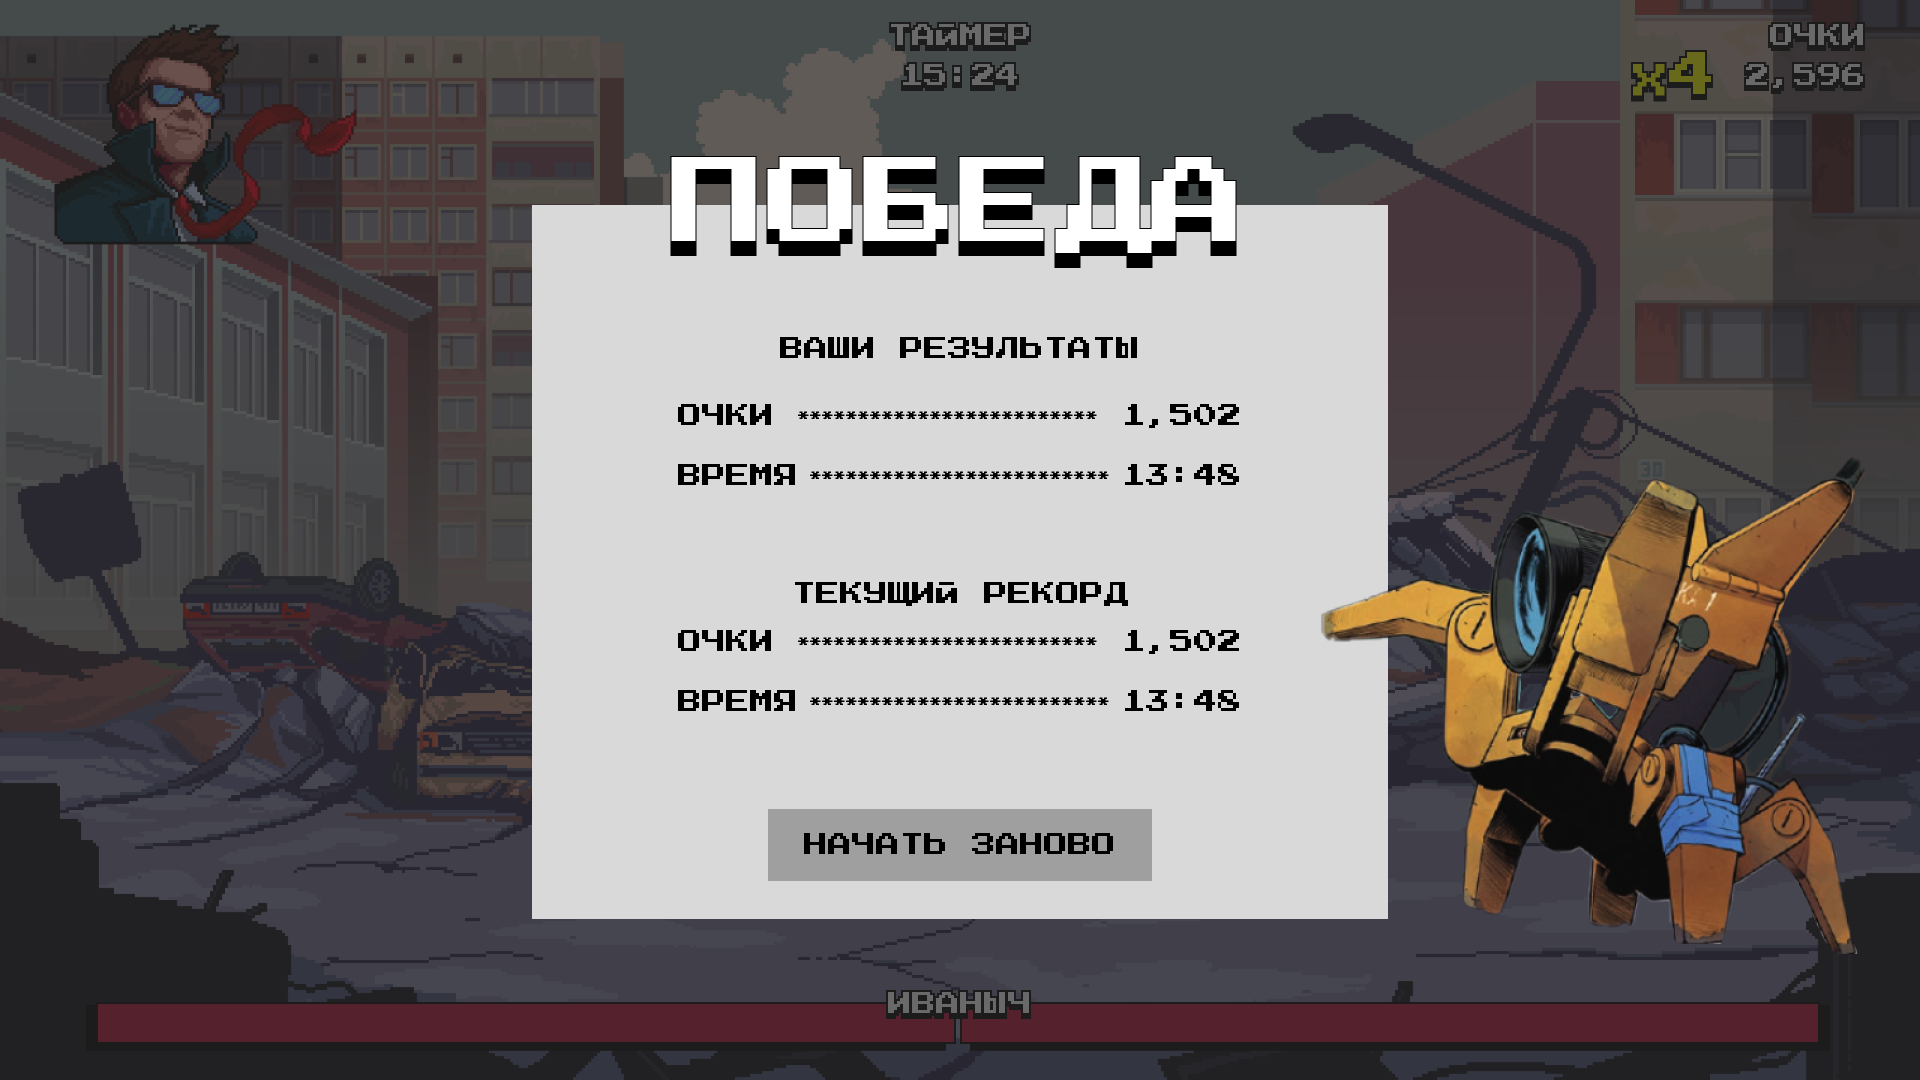 ТАЙМЕР
15:24
ОЧКИ
x4 2,596
ПОБЕДА
ВАШИ РЕЗУЛЬТАТЫ
ОЧКИ ************************* 1,502
ВРЕМЯ ************************* 13:48
ТЕКУЩИЙ РЕКОРД
ОЧКИ ************************* 1,502
ВРЕМЯ ************************* 13:48
НАЧАТЬ ЗАНОВО
30
ИВАНЫЧ